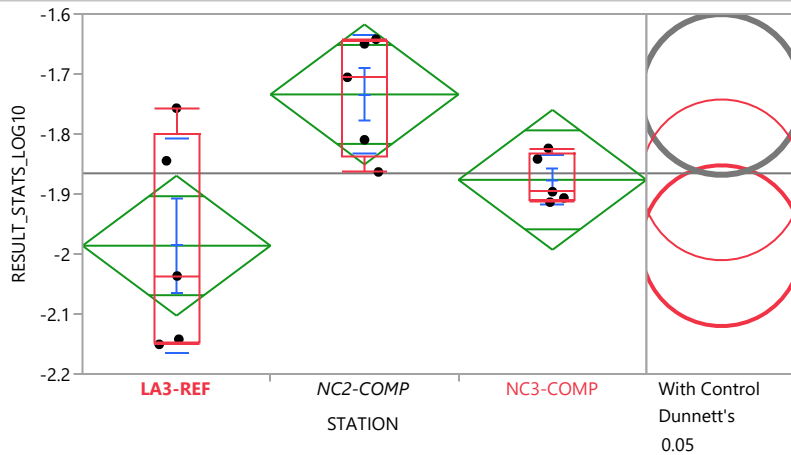 RESULT_STATS_LOG10
-1.6
-1.7
-1.8
-1.9
-2
-2.1
-2.2
LA3-REF
NC2-COMP
NC3-COMP
STATION
With Control
Dunnett's
0.05